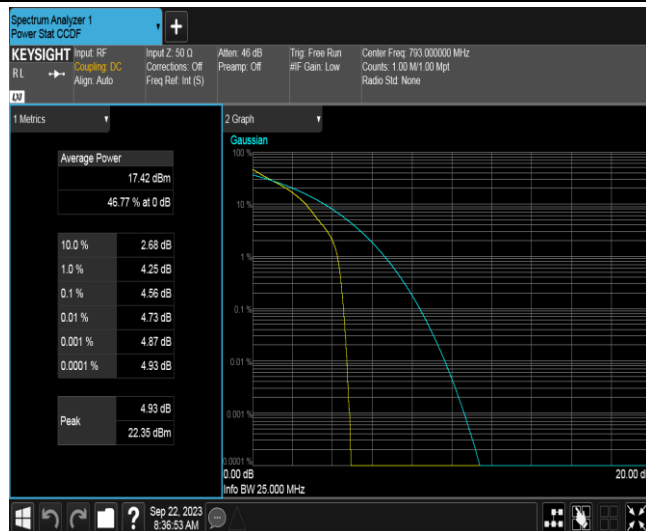 Spectrum Analyzer 1
Power Stat CCDF
+
KEYSIGHT
RL
Input: RF
Coupling: DC
Align: Auto
Input Z: 50 Ω
Corrections: Off
Freq Ref: Int (S)
Atten: 46 dB
Preamp: Off
Trig: Free Run
#IF Gain: Low
Center Freq: 793.000000 MHz
Counts: 1.00 M/1.00 Mpt
Radio Std: None
LXI
1 Metrics
Average Power
17.42 dBm
46.77 % at 0 dB
10.0 % 2.68 dB
1.0 % 4.25 dB
0.1 % 4.56 dB
0.01 % 4.73 dB
0.001 % 4.87 dB
0.0001 % 4.93 dB
Peak 4.93 dB
22.35 dBm
2 Graph
Gaussian
100 %
10 %
1 %
0.1 %
0.01 %
0.001 %
0.0001 %
0.00 dB 20.00 d
Info BW 25.000 MHz
?
Sep 22, 2023
8:36:53 AM